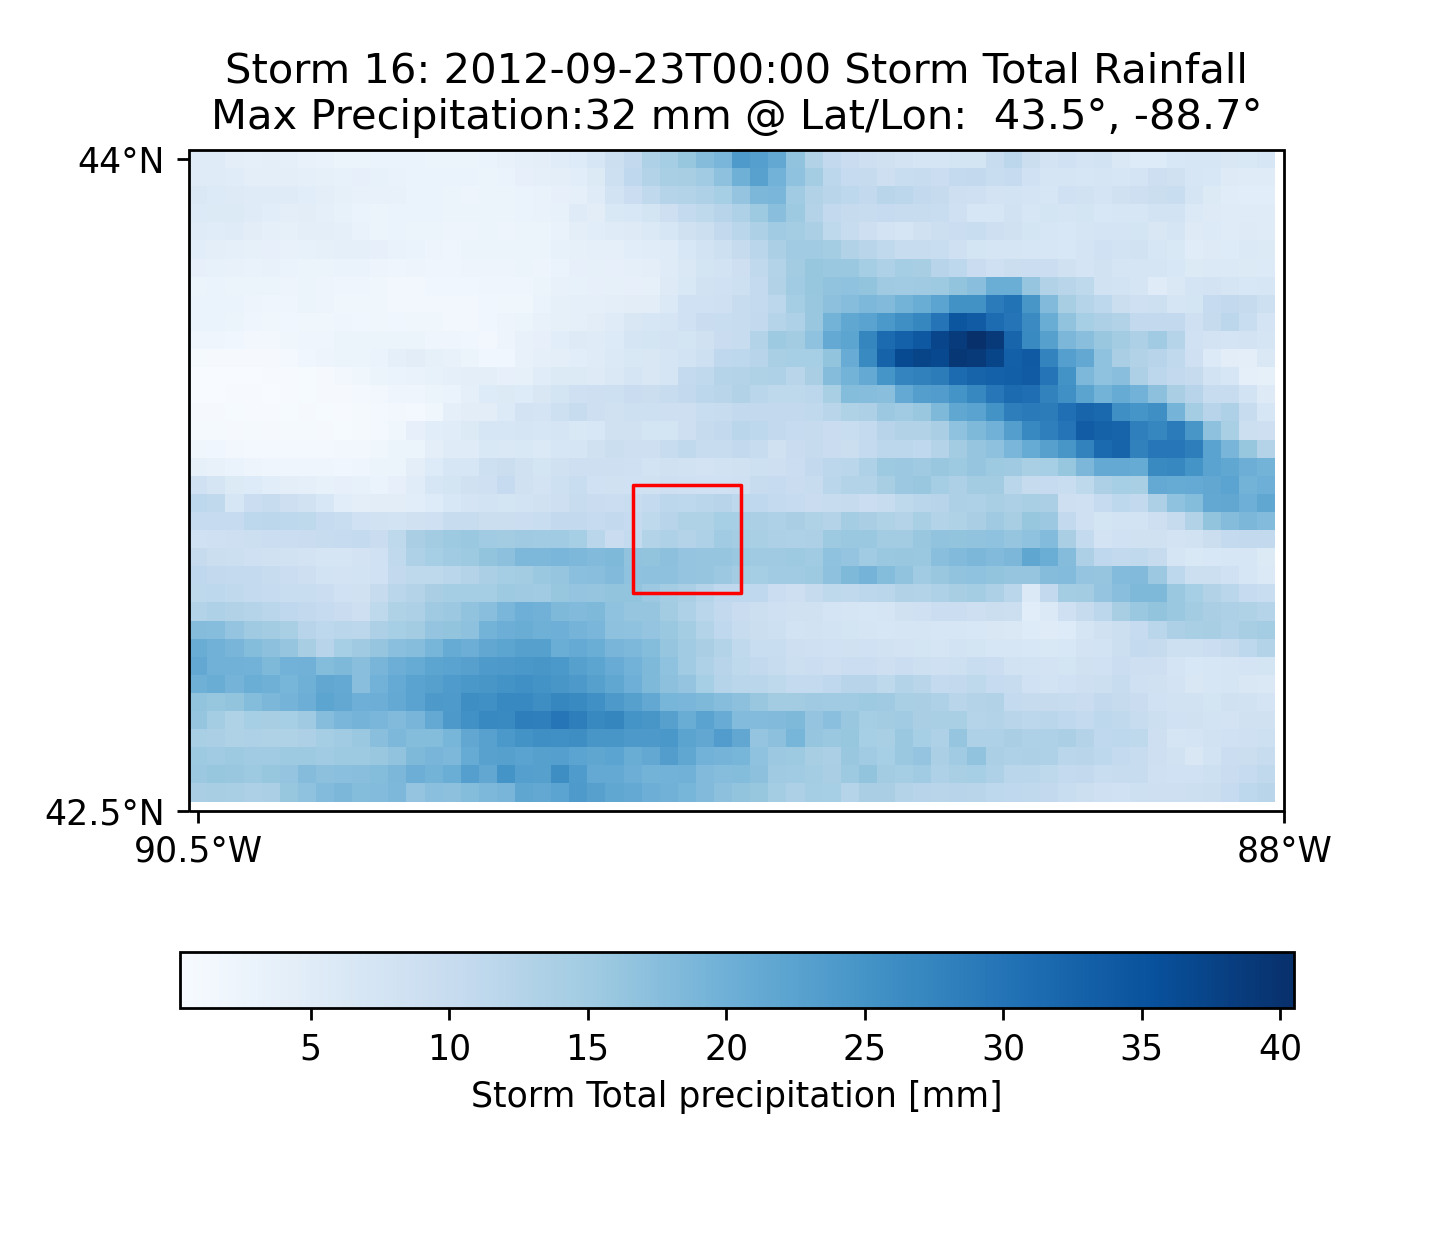 Storm 16: 2012-09-23T00:00 Storm Total Rainfall
Max Precipitation:32 mm @ Lat/Lon:  43.5°, -88.7°
44°N
42.5°N
90.5°W 88°W
5 10 15 20 25 30 35 40
Storm Total precipitation [mm]